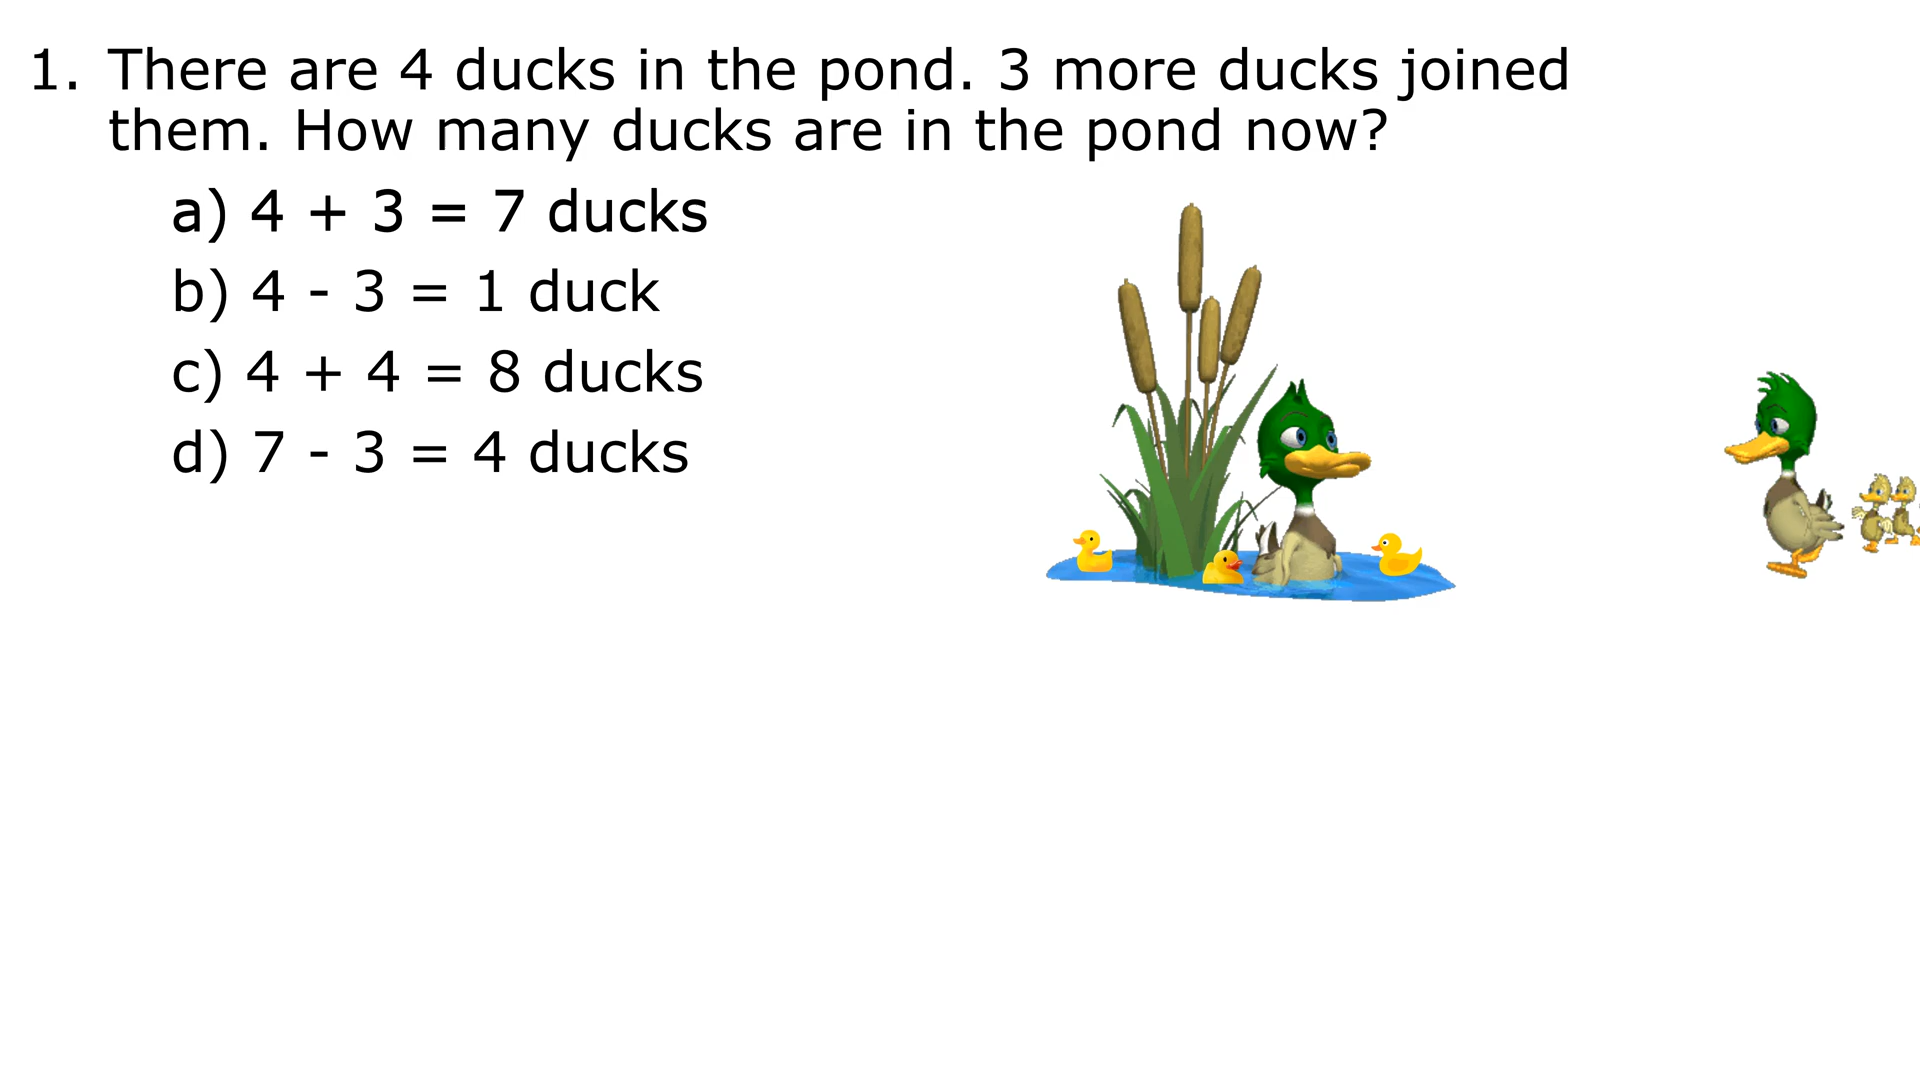 1. There are 4 ducks in the pond. 3 more ducks joined
them. How many ducks are in the pond now?
a) 4 + 3 = 7 ducks
b) 4 - 3 = 1 duck
c) 4 + 4 = 8 ducks
d) 7 - 3 = 4 ducks